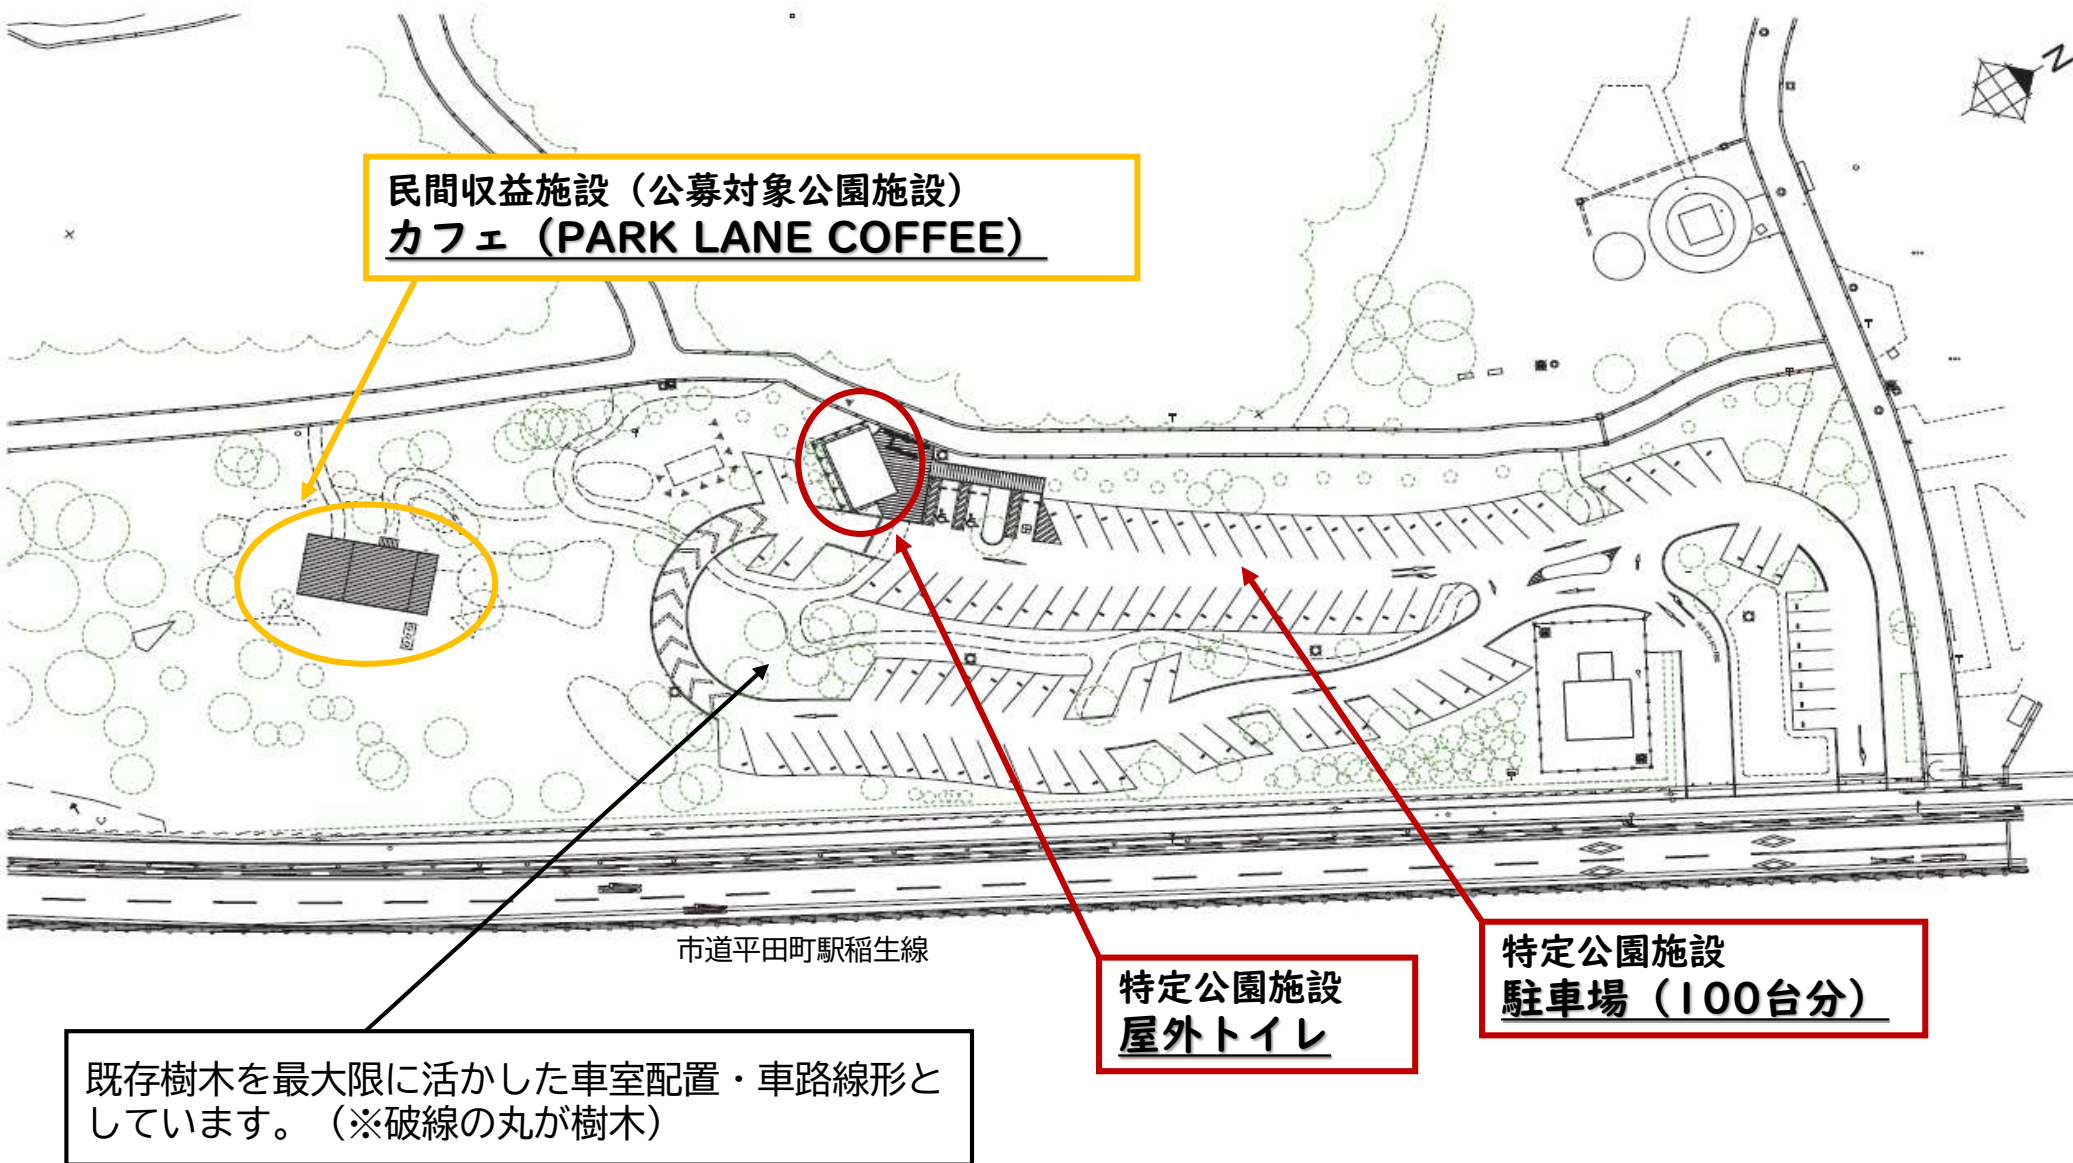 N
民間収益施設（公募対象公園施設）
カフェ（PARK LANE COFFEE）
市道平田町駅稲生線
特定公園施設
屋外トイレ
特定公園施設
駐車場（100台分）
既存樹木を最大限に活かした車室配置・車路線形と
しています。（※破線の丸が樹木）